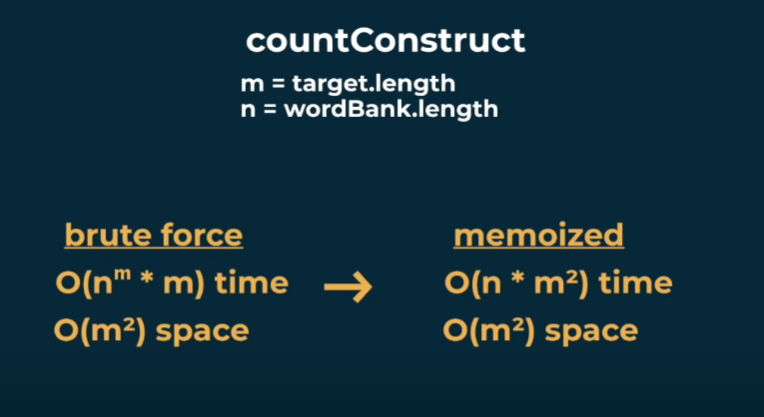 countConstruct
m = target.length
n = wordBank.length
brute force
O(nᵐ * m) time
O(m²) space
→
memoized
O(n * m²) time
O(m²) space